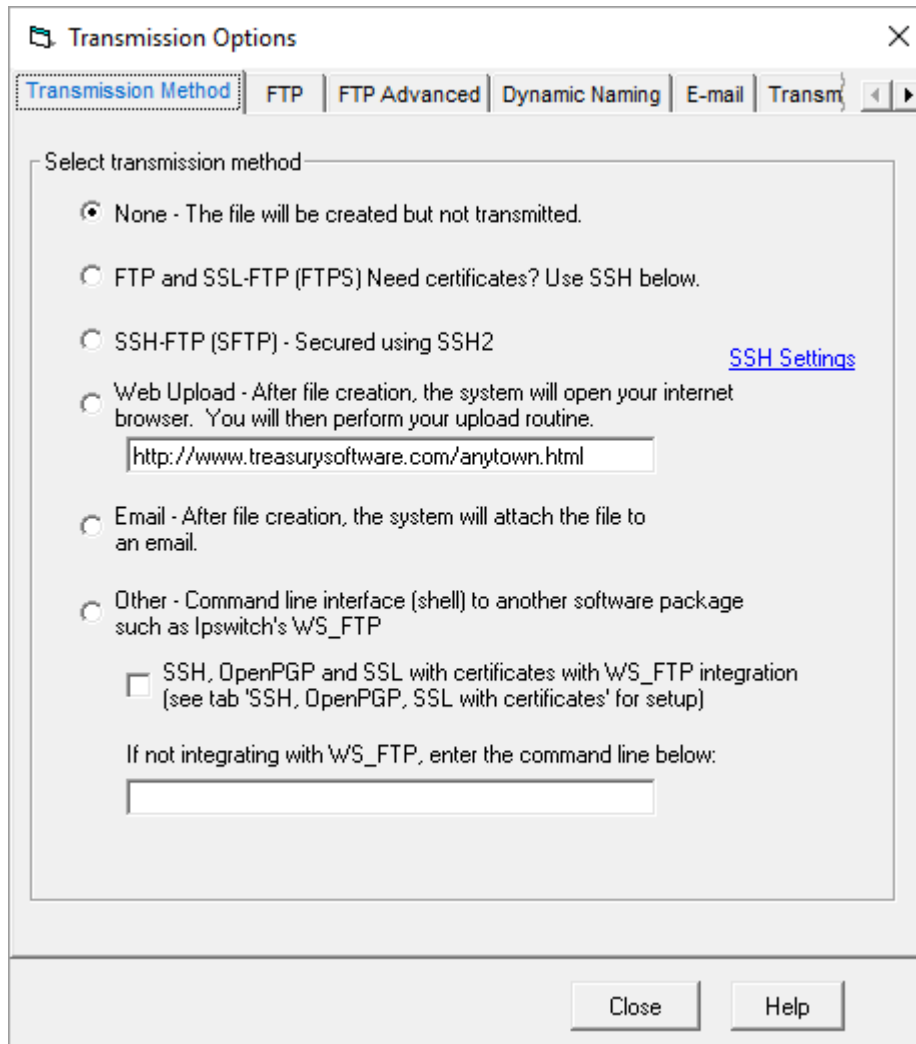 Transmission Options
Transmission Method FTP FTP Advanced Dynamic Naming E-mail Transm
Select transmission method
None - The file will be created but not transmitted.
FTP and SSL-FTP (FTPS) Need certificates? Use SSH below.
SSH-FTP (SFTP) - Secured using SSH2
SSH Settings
Web Upload - After file creation, the system will open your internet
browser. You will then perform your upload routine.
http://www.treasurysoftware.com/anytown.html
Email - After file creation, the system will attach the file to
an email.
Other - Command line interface (shell) to another software package
such as Ipswitch's WS_FTP
SSH, OpenPGP and SSL with certificates with WS_FTP integration
(see tab 'SSH, OpenPGP, SSL with certificates' for setup)
If not integrating with WS_FTP, enter the command line below:
Close Help